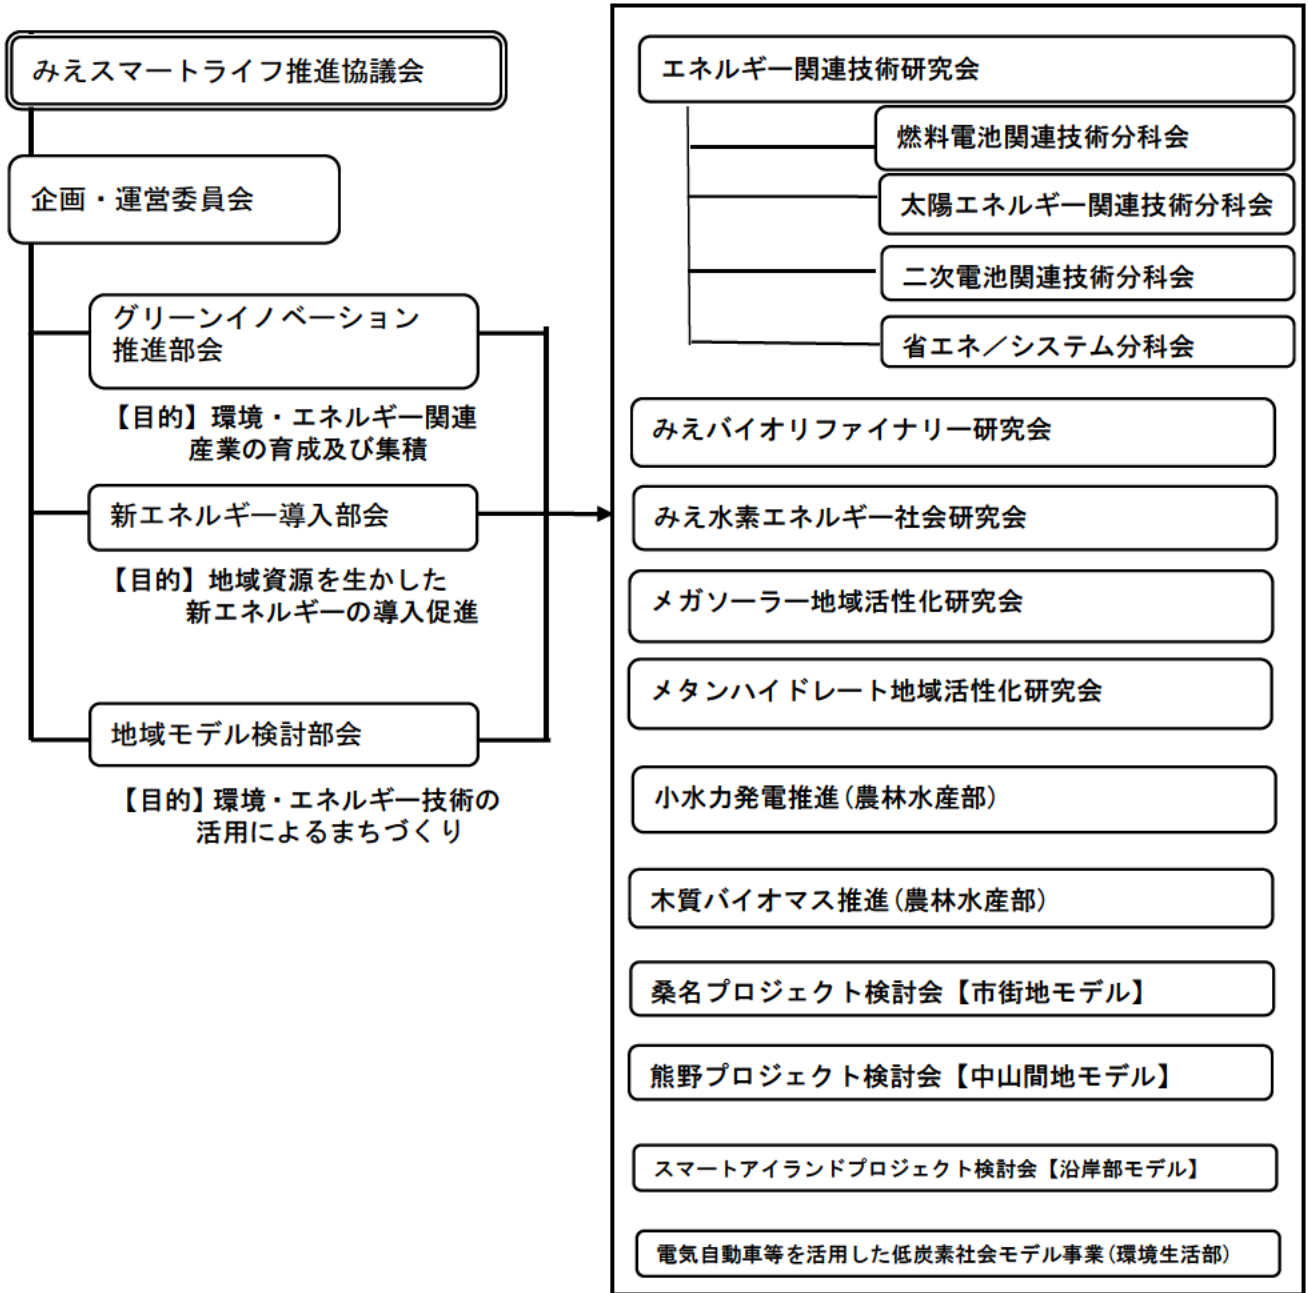 みえスマートライフ推進協議会
企画・運営委員会
グリーンイノベーション
推進部会
【目的】環境・エネルギー関連
産業の育成及び集積
新エネルギー導入部会
【目的】地域資源を生かした
新エネルギーの導入促進
地域モデル検討部会
【目的】環境・エネルギー技術の
活用によるまちづくり
エネルギー関連技術研究会
燃料電池関連技術分科会
太陽エネルギー関連技術分科会
二次電池関連技術分科会
省エネ／システム分科会
みえバイオリファイナリー研究会
みえ水素エネルギー社会研究会
メガソーラー地域活性化研究会
メタンハイドレート地域活性化研究会
小水力発電推進(農林水産部)
木質バイオマス推進(農林水産部)
桑名プロジェクト検討会【市街地モデル】
熊野プロジェクト検討会【中山間地モデル】
スマートアイランドプロジェクト検討会【沿岸部モデル】
電気自動車等を活用した低炭素社会モデル事業(環境生活部)